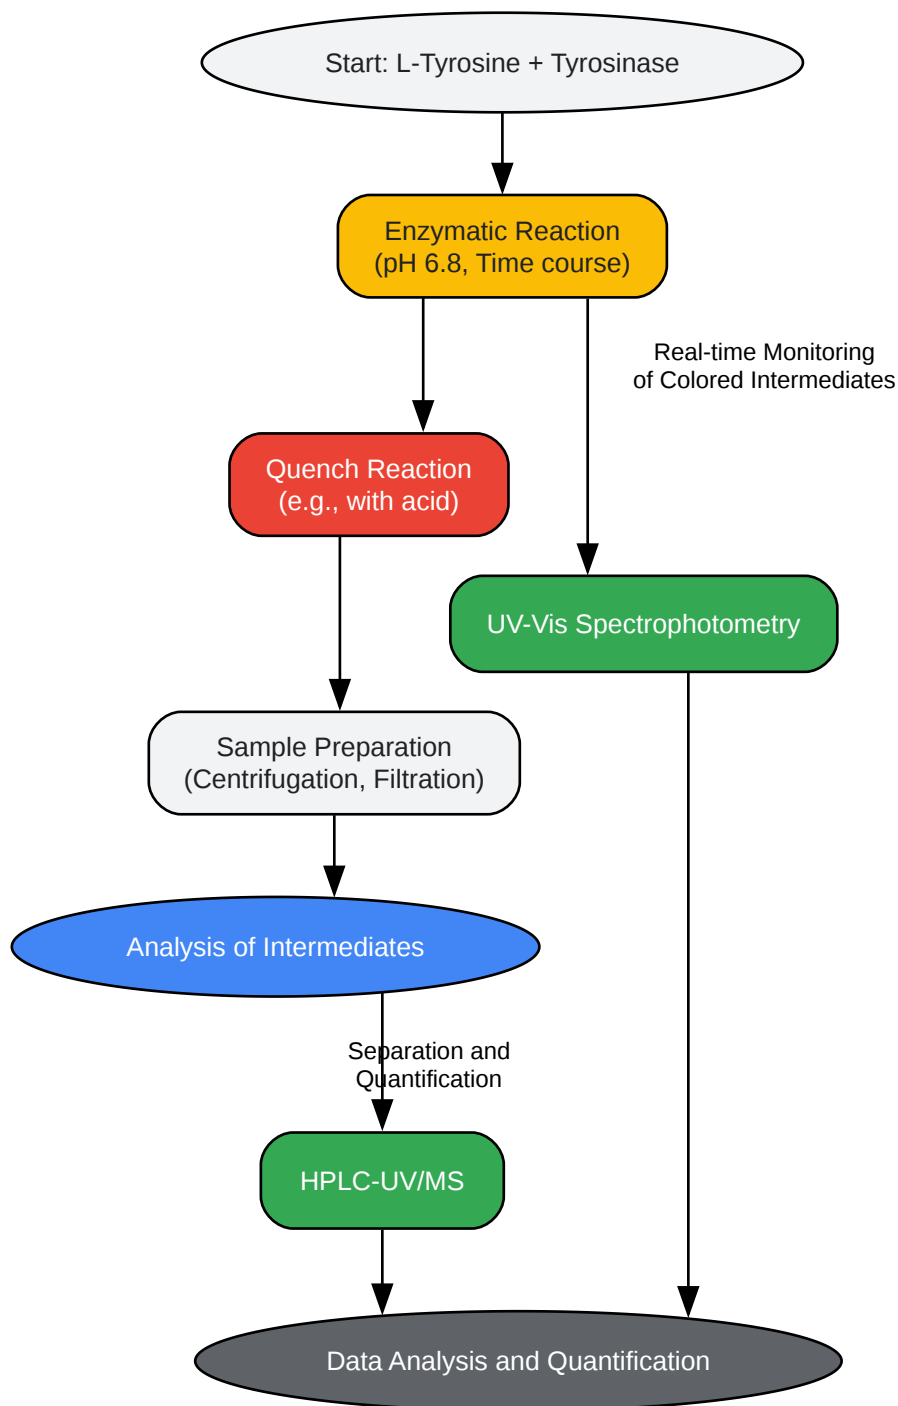 Start: L-Tyrosine + Tyrosinase
Enzymatic Reaction
(pH 6.8, Time course)
Real-time Monitoring
of Colored Intermediates
Quench Reaction
(e.g., with acid)
UV-Vis Spectrophotometry
Sample Preparation
(Centrifugation, Filtration)
Analysis of Intermediates
Separation and
Quantification
HPLC-UV/MS
Data Analysis and Quantification